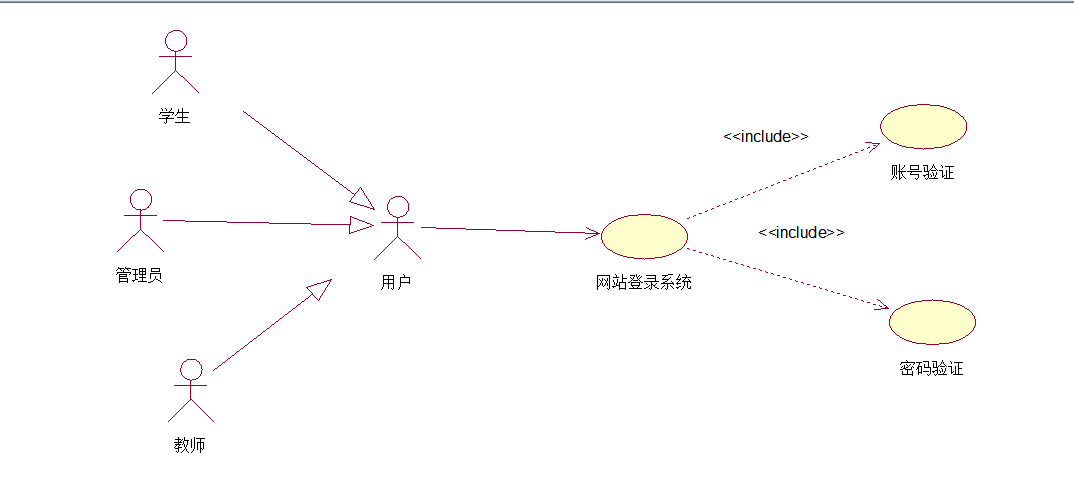 学生
<<include>>
账号验证
<<include>>
管理员
用户
网站登录系统
密码验证
教师